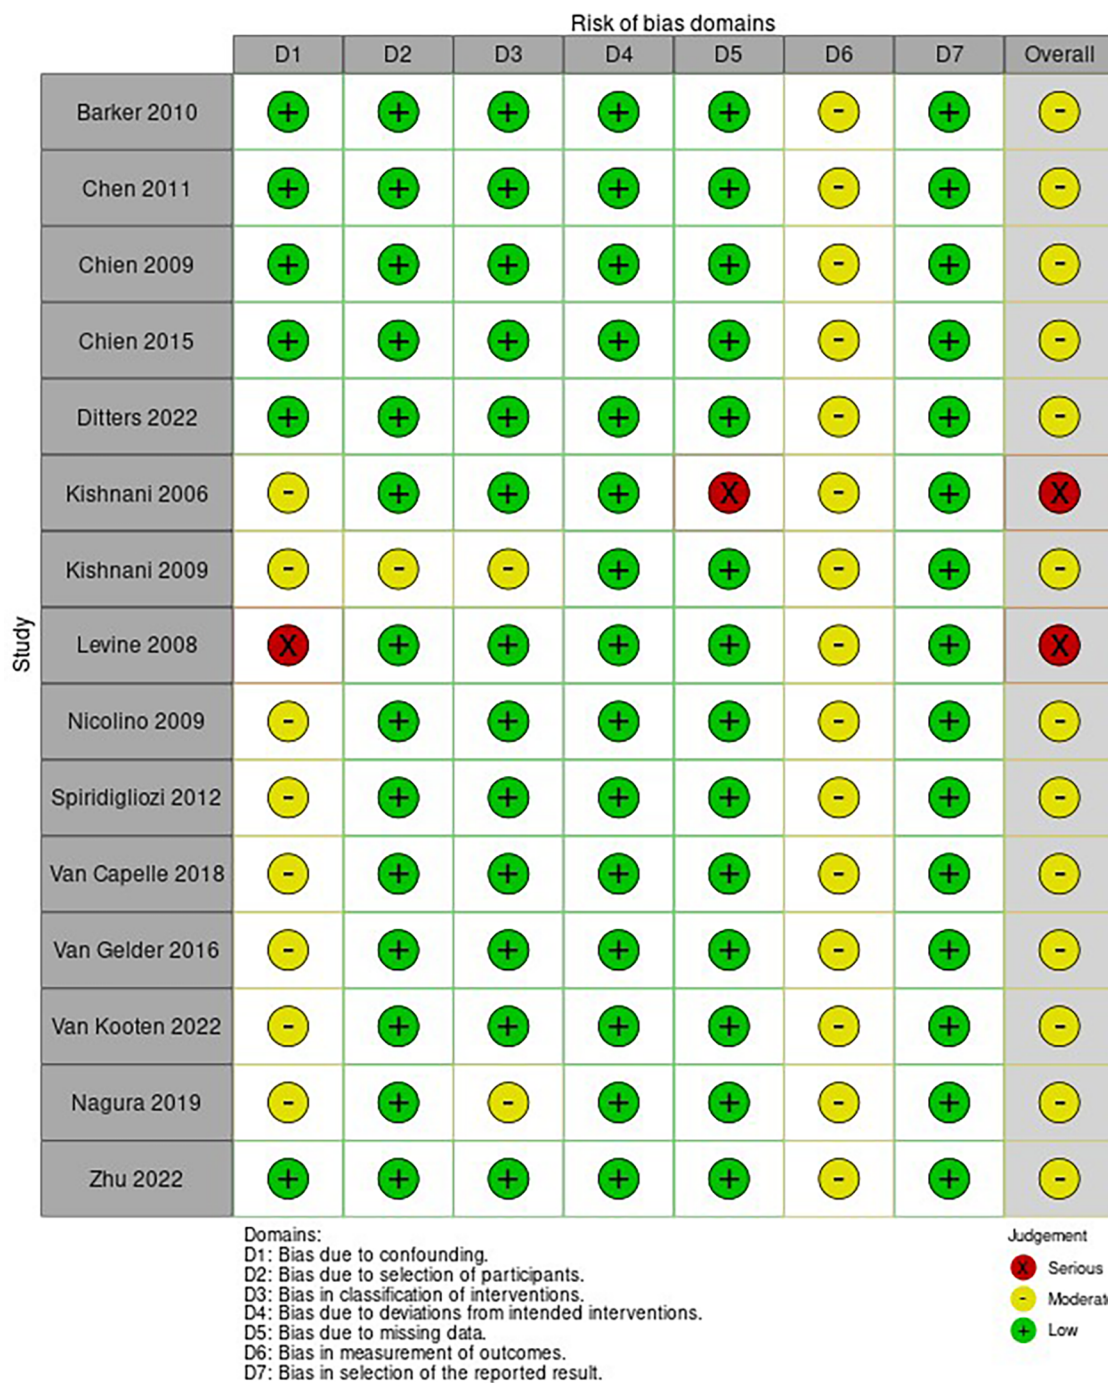 Risk of bias domains
D1 D2 D3 D4 D5 D6 D7 Overall
Study
Barker 2010 + + + + + - + -
Chen 2011 + + + + + - + -
Chien 2009 + + + + + - + -
Chien 2015 + + + + + - + -
Ditters 2022 + + + + + - + -
Kishnani 2006 - + + + X - + X
Kishnani 2009 - - - + + - + -
Levine 2008 X + + + + - + X
Nicolino 2009 - + + + + - + -
Spiridigliozi 2012 - + + + + - + -
Van Capelle 2018 - + + + + - + -
Van Gelder 2016 - + + + + - + -
Van Kooten 2022 - + + + + - + -
Nagura 2019 - + - + + - + -
Zhu 2022 + + + + + - + -
Domains:
D1: Bias due to confounding.
D2: Bias due to selection of participants.
D3: Bias in classification of interventions.
D4: Bias due to deviations from intended interventions.
D5: Bias due to missing data.
D6: Bias in measurement of outcomes.
D7: Bias in selection of the reported result.
Judgement
X Serious
- Moderat
+ Low